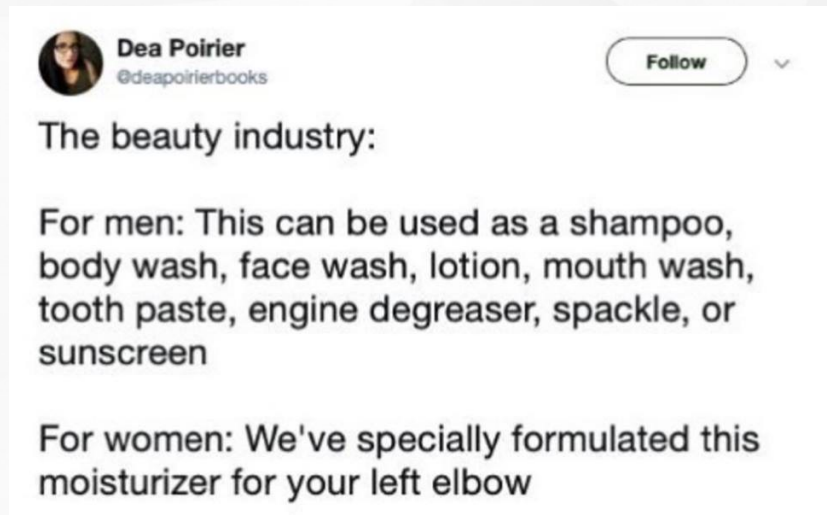 Dea Poirier
@deapoirierbooks
Follow
The beauty industry:
For men: This can be used as a shampoo,
body wash, face wash, lotion, mouth wash,
tooth paste, engine degreaser, spackle, or
sunscreen
For women: We've specially formulated this
moisturizer for your left elbow